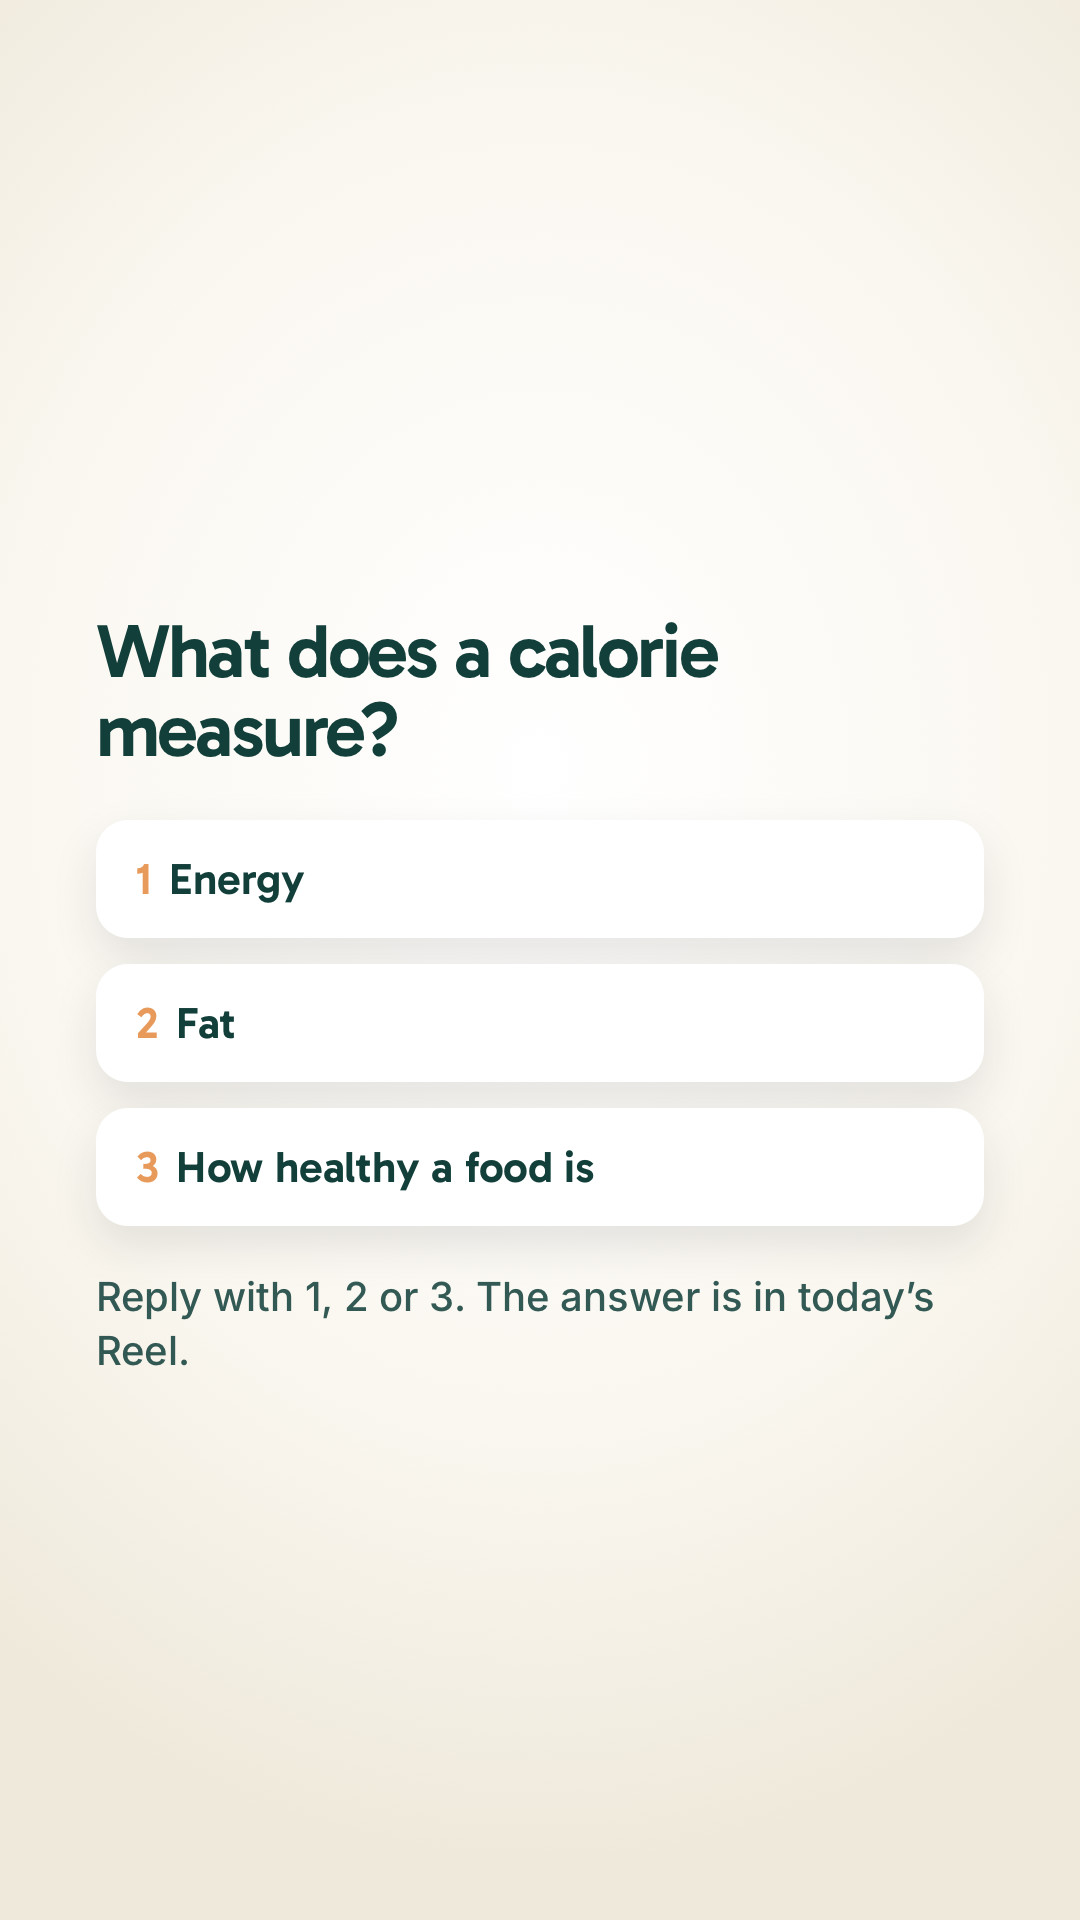 What does a calorie
measure?
1 Energy
2 Fat
3 How healthy a food is
Reply with 1, 2 or 3. The answer is in today’s
Reel.